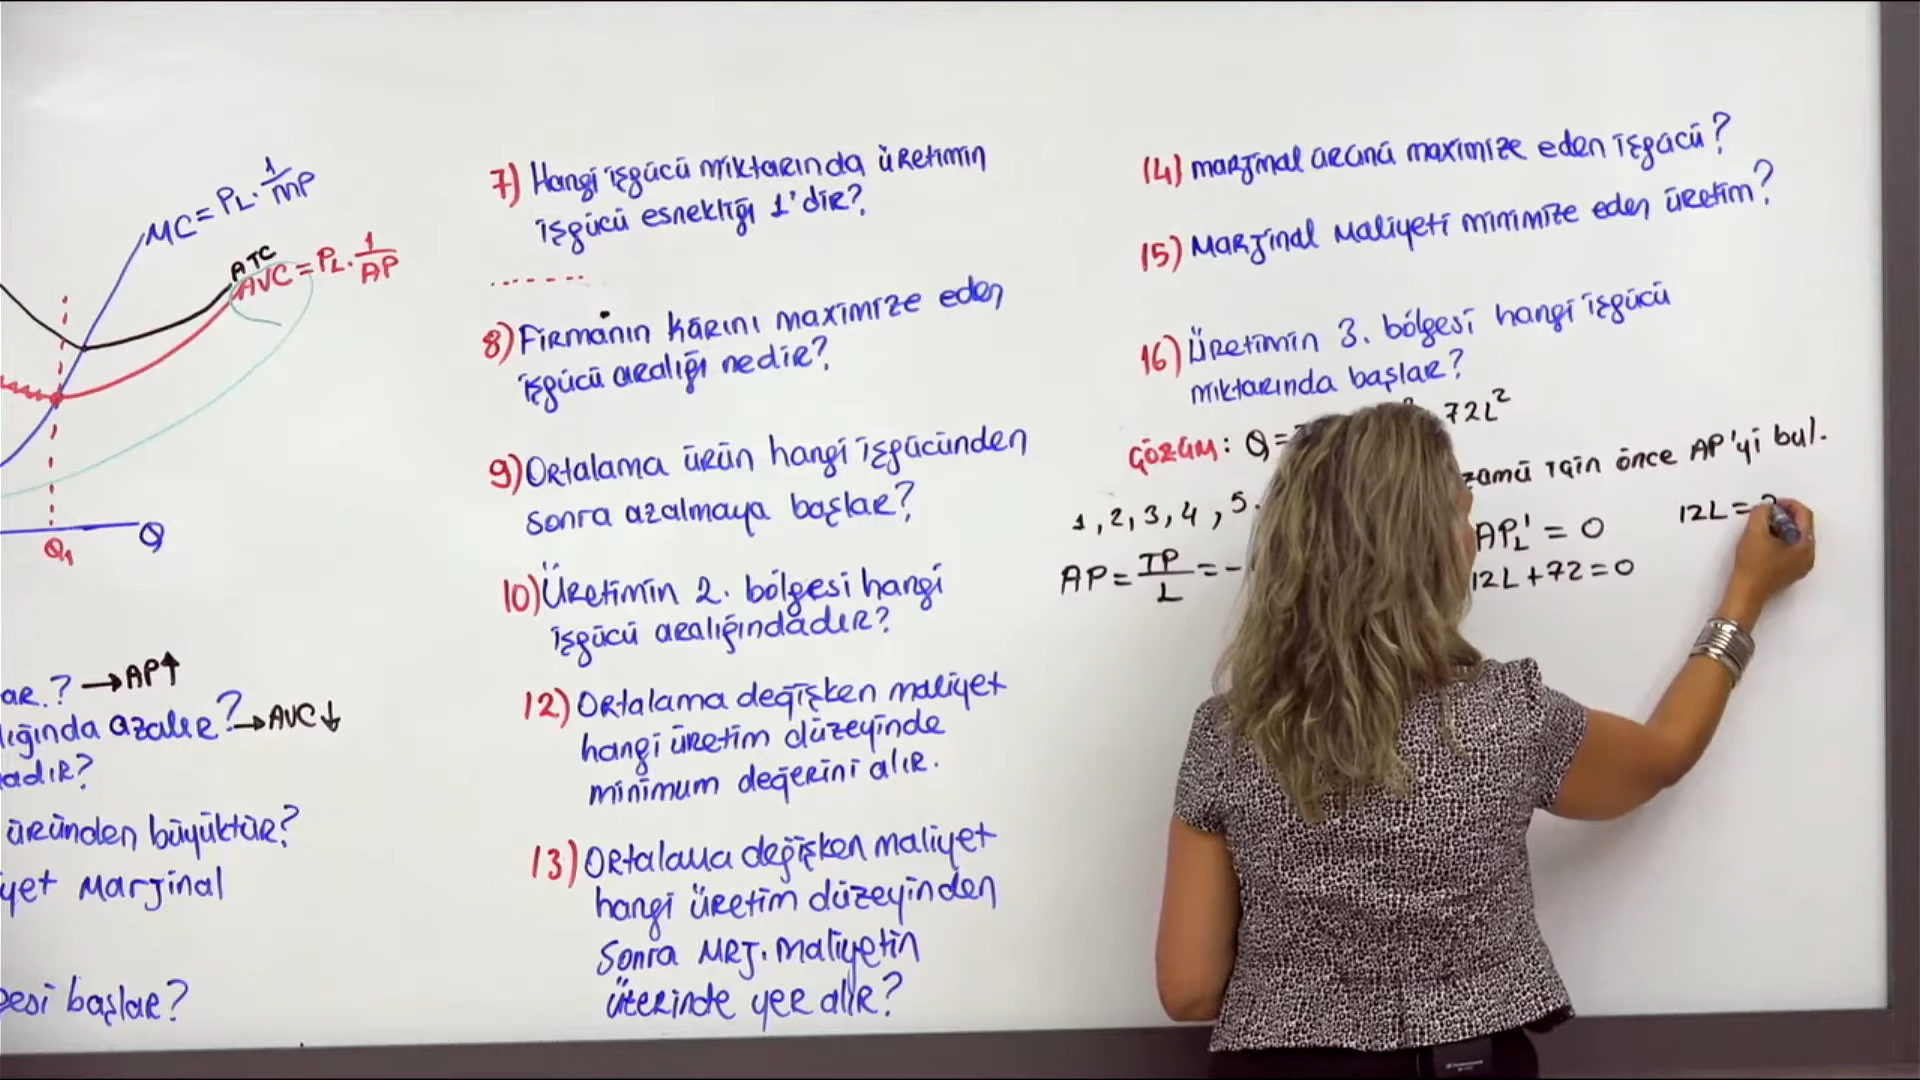 MC = PL . 1/MP
ATC
AVC = PL . 1/AP
Q
Q1
ar.? → AP↑
lığında azalır? → AVC↓
adır?
üründen büyüktür?
yet Marjinal
başlar?
7) Hangi işgücü miktarında üretimin
işgücü esnekliği 1'dir?
8) Firmanın kârını maximize eden
işgücü aralığı nedir?
9) Ortalama ürün hangi işgücünden
sonra azalmaya başlar?
10) Üretimin 2. bölgesi hangi
işgücü aralığındadır?
12) Ortalama değişken maliyet
hangi üretim düzeyinde
minimum değerini alır.
13) Ortalama değişken maliyet
hangi üretim düzeyinden
sonra MRJ. maliyetin
üzerinde yer alır?
14) marjinal ürünü maximize eden işgücü?
15) Marjinal Maliyeti minimize eden üretim?
16) Üretimin 3. bölgesi hangi işgücü
miktarında başlar?
Çözüm: Q = 72L²
için önce AP'yi bul.
1, 2, 3, 4, 5
AP = TP/L = -
APL' = 0
12L + 72 = 0
12L =